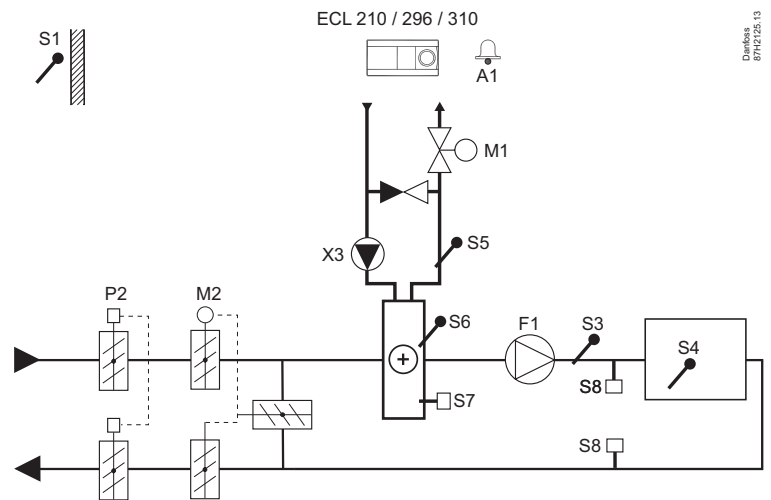 ECL 210 / 296 / 310
Danfoss
87H2125.13
S1
A1
M1
X3
S5
P2
M2
S6
F1
S3
S4
S7
S8
S8